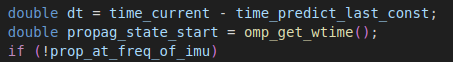 double dt = time_current - time_predict_last_const;
double propag_state_start = omp_get_wtime();
if (!prop_at_freq_of_imu)